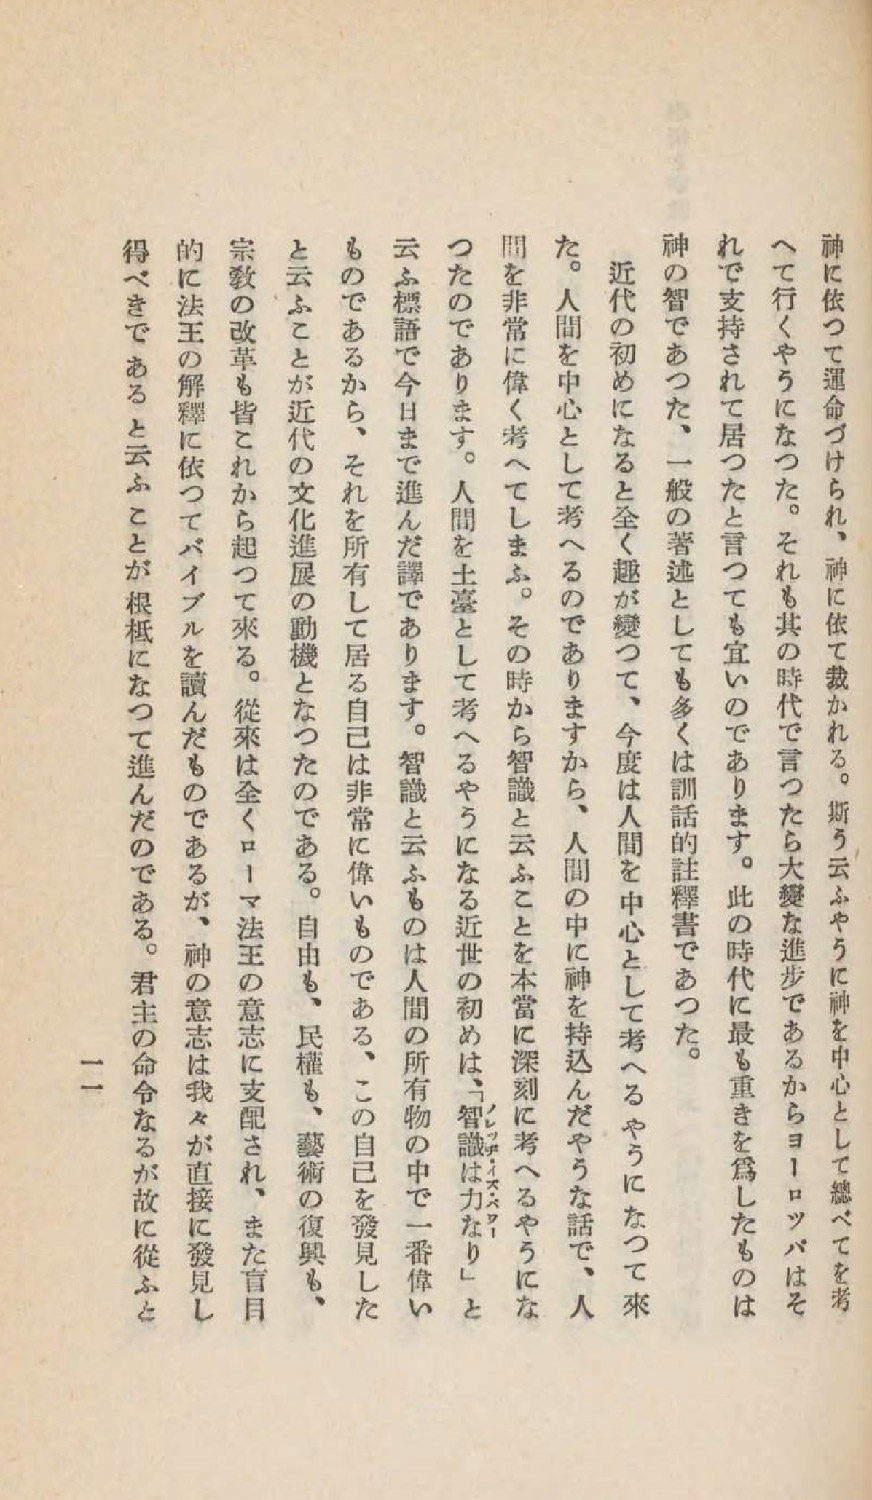 神に依つて運命づけられ、神に依て裁かれる。斯う云ふやうに神を中心として總べてを考
へて行くやうになつた。それも其の時代で言つたら大變な進步であるからヨーロツパはそ
れで支持されて居つたと言つても宜いのであります。此の時代に最も重きを爲したものは
神の智であつた、一般の著述としても多くは訓話的註釋書であつた。
近代の初めになると全く趣が變つて、今度は人間を中心として考へるやうになつて來
た。人間を中心として考へるのでありますから、人間の中に神を持込んだやうな話で、人
間を非常に偉く考へてしまふ。その時から智識と云ふことを本當に深刻に考へるやうにな
つたのであります。人間を土臺として考へるやうになる近世の初めは、「智識は力なり」と
ノレッヂ・イズ・パワー
云ふ標語で今日まで進んだ譯であります。智識と云ふものは人間の所有物の中で一番偉い
ものであるから、それを所有して居る自己は非常に偉いものである、この自己を發見した
と云ふことが近代の文化進展の動機となつたのである。自由も、民權も、藝術の復興も、
宗教の改革も皆これから起つて來る。從來は全くローマ法王の意志に支配され、また盲目
的に法王の解釋に依つてバイブルを讀んだものであるが、神の意志は我々が直接に發見し
得べきであると云ふことが根柢になつて進んだのである。君主の命令なるが故に從ふと
一一